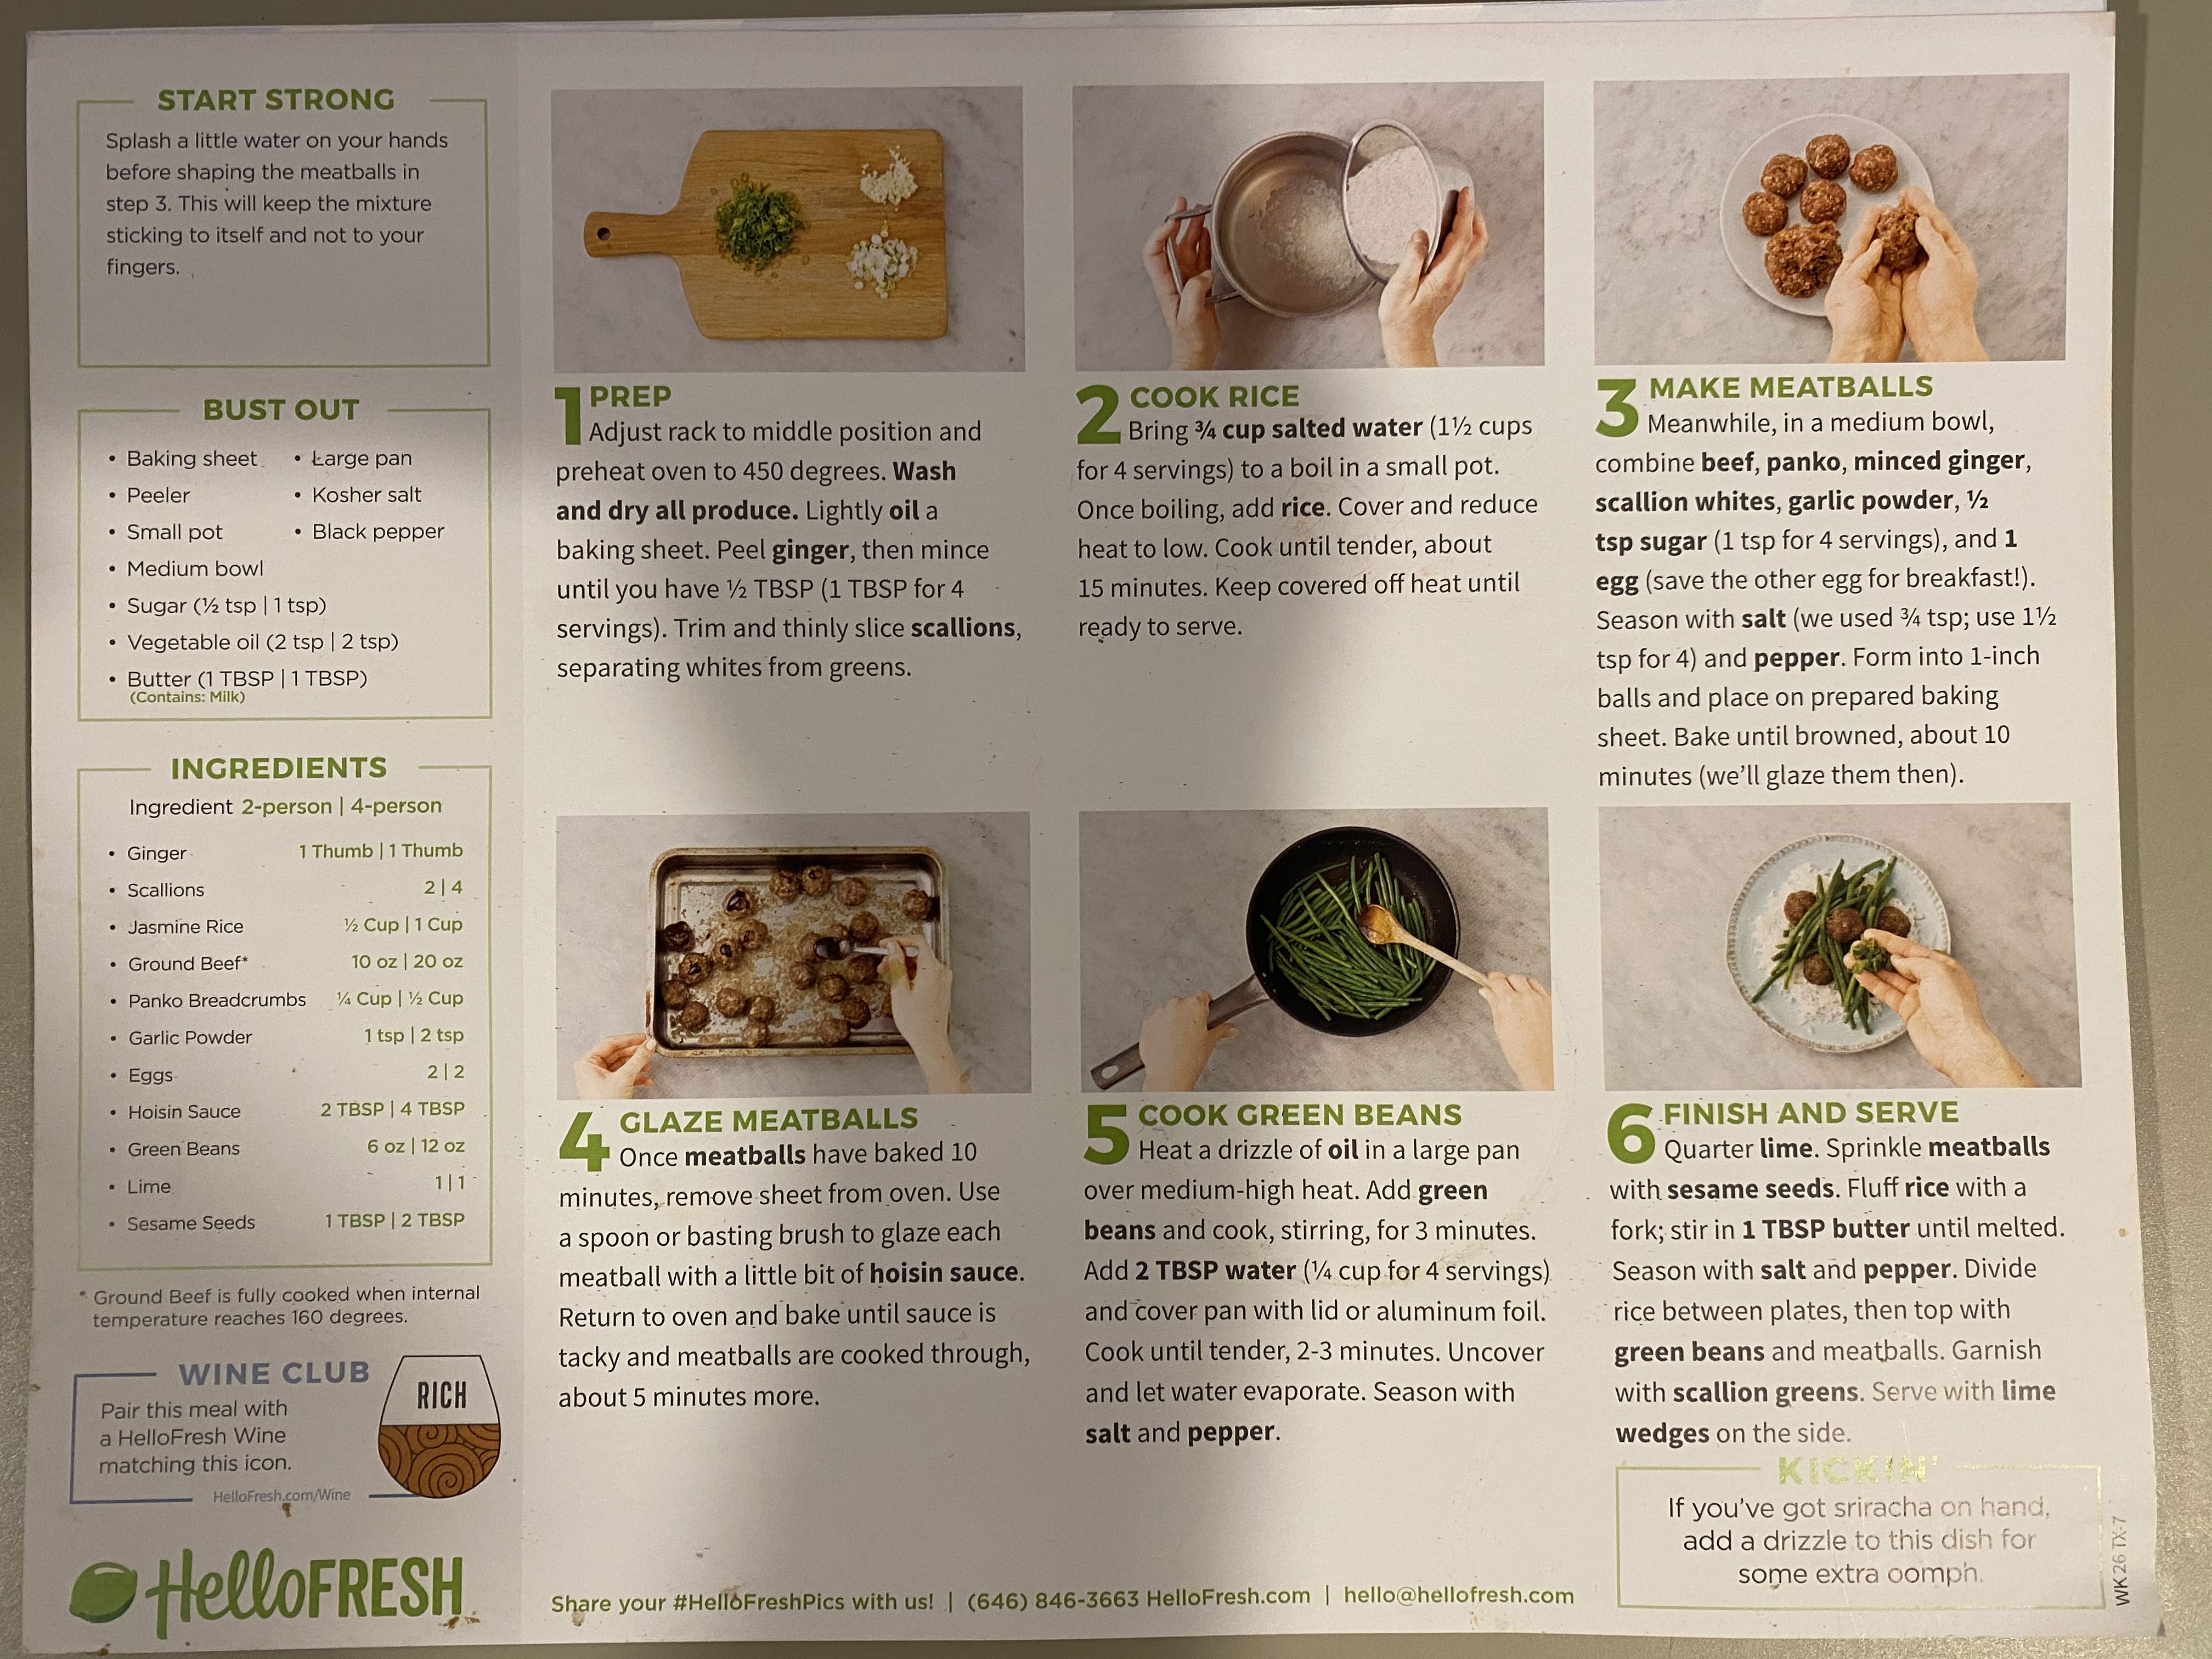 START STRONG
Splash a little water on your hands
before shaping the meatballs in
step 3. This will keep the mixture
sticking to itself and not to your
fingers.
BUST OUT
• Baking sheet
• Peeler
• Small pot
• Medium bowl
• Sugar (½ tsp | 1 tsp)
• Vegetable oil (2 tsp | 2 tsp)
• Butter (1 TBSP | 1 TBSP)
(Contains: Milk)
• Large pan
• Kosher salt
• Black pepper
INGREDIENTS
Ingredient 2-person | 4-person
• Ginger 1 Thumb | 1 Thumb
• Scallions 2 | 4
• Jasmine Rice ½ Cup | 1 Cup
• Ground Beef* 10 oz | 20 oz
• Panko Breadcrumbs ¼ Cup | ½ Cup
• Garlic Powder 1 tsp | 2 tsp
• Eggs 2 | 2
• Hoisin Sauce 2 TBSP | 4 TBSP
• Green Beans 6 oz | 12 oz
• Lime 1 | 1
• Sesame Seeds 1 TBSP | 2 TBSP
* Ground Beef is fully cooked when internal
temperature reaches 160 degrees.
WINE CLUB
Pair this meal with
a HelloFresh Wine
matching this icon.
HelloFresh.com/Wine
RICH
HelloFRESH
1 PREP
Adjust rack to middle position and
preheat oven to 450 degrees. Wash
and dry all produce. Lightly oil a
baking sheet. Peel ginger, then mince
until you have ½ TBSP (1 TBSP for 4
servings). Trim and thinly slice scallions,
separating whites from greens.
2 COOK RICE
Bring ¾ cup salted water (1½ cups
for 4 servings) to a boil in a small pot.
Once boiling, add rice. Cover and reduce
heat to low. Cook until tender, about
15 minutes. Keep covered off heat until
ready to serve.
3 MAKE MEATBALLS
Meanwhile, in a medium bowl,
combine beef, panko, minced ginger,
scallion whites, garlic powder, ½
tsp sugar (1 tsp for 4 servings), and 1
egg (save the other egg for breakfast!).
Season with salt (we used ¾ tsp; use 1½
tsp for 4) and pepper. Form into 1-inch
balls and place on prepared baking
sheet. Bake until browned, about 10
minutes (we'll glaze them then).
4 GLAZE MEATBALLS
Once meatballs have baked 10
minutes, remove sheet from oven. Use
a spoon or basting brush to glaze each
meatball with a little bit of hoisin sauce.
Return to oven and bake until sauce is
tacky and meatballs are cooked through,
about 5 minutes more.
5 COOK GREEN BEANS
Heat a drizzle of oil in a large pan
over medium-high heat. Add green
beans and cook, stirring, for 3 minutes.
Add 2 TBSP water (¼ cup for 4 servings)
and cover pan with lid or aluminum foil.
Cook until tender, 2-3 minutes. Uncover
and let water evaporate. Season with
salt and pepper.
6 FINISH AND SERVE
Quarter lime. Sprinkle meatballs
with sesame seeds. Fluff rice with a
fork; stir in 1 TBSP butter until melted.
Season with salt and pepper. Divide
rice between plates, then top with
green beans and meatballs. Garnish
with scallion greens. Serve with lime
wedges on the side.
KICKIN'
If you've got sriracha on hand,
add a drizzle to this dish for
some extra oomph.
Share your #HelloFreshPics with us! | (646) 846-3663 HelloFresh.com | hello@hellofresh.com
WK 26 TX-7